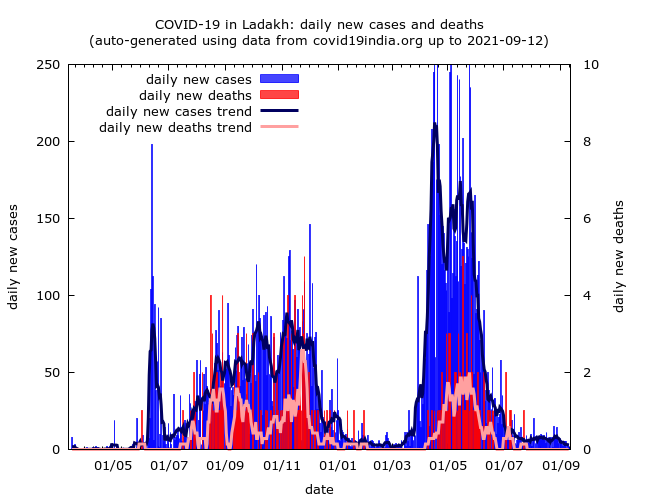 COVID-19 in Ladakh: daily new cases and deaths
(auto-generated using data from covid19india.org up to 2021-09-12)
daily new cases
daily new deaths
daily new cases trend
daily new deaths trend
250
200
150
100
50
0
10
8
6
4
2
0
daily new cases
daily new deaths
01/05 01/07 01/09 01/11 01/01 01/03 01/05 01/07 01/09
date